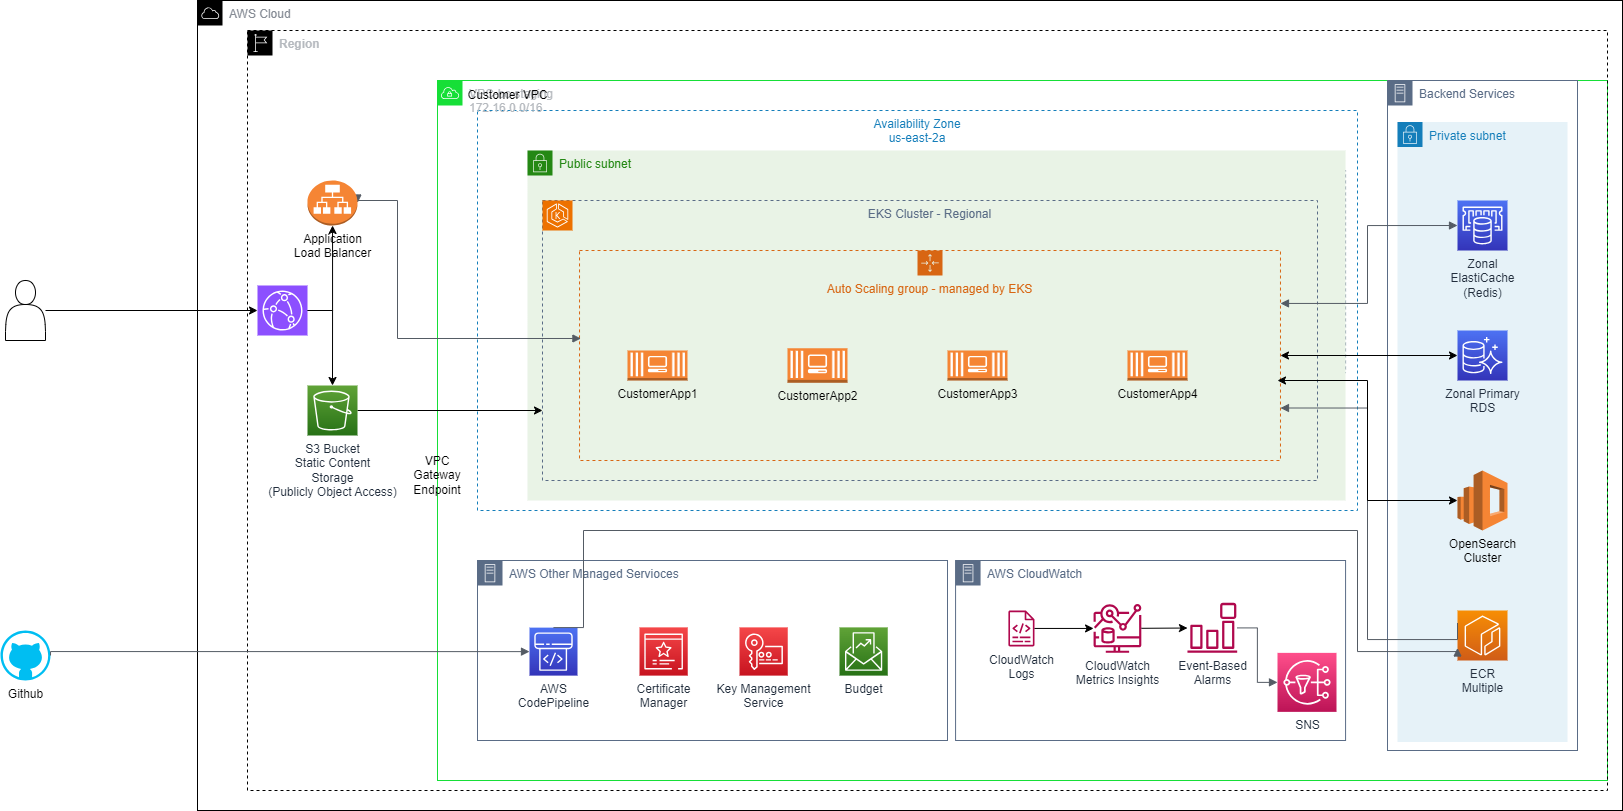 AWS Cloud
Region
Customer VPC
172.16.0.0/16
Availability Zone
us-east-2a
Public subnet
EKS Cluster - Regional
Auto Scaling group - managed by EKS
CustomerApp1
CustomerApp2
CustomerApp3
CustomerApp4
Backend Services
Private subnet
Zonal
ElastiCache
(Redis)
Zonal Primary
RDS
OpenSearch
Cluster
ECR
Multiple
Application
Load Balancer
S3 Bucket
Static Content
Storage
(Publicly Object Access)
VPC
Gateway
Endpoint
Github
AWS Other Managed Servioces
AWS
CodePipeline
Certificate
Manager
Key Management
Service
Budget
AWS CloudWatch
CloudWatch
Logs
CloudWatch
Metrics Insights
Event-Based
Alarms
SNS